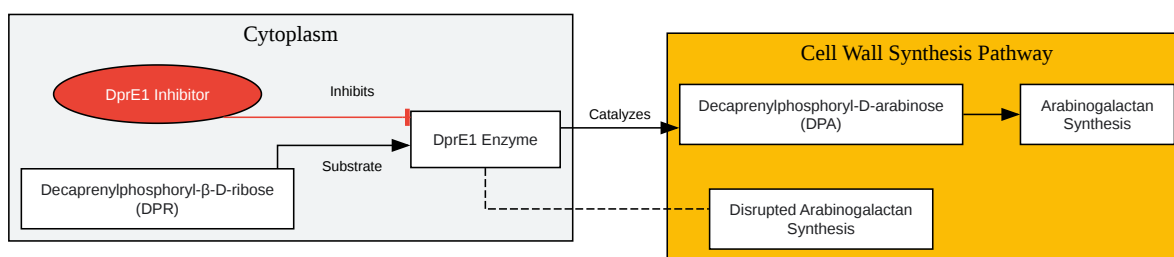 Cytoplasm
DprE1 Inhibitor
Inhibits
DprE1 Enzyme
Substrate
Decaprenylphosphoryl-β-D-ribose
(DPR)
Catalyzes
Cell Wall Synthesis Pathway
Decaprenylphosphoryl-D-arabinose
(DPA)
Arabinogalactan
Synthesis
Disrupted Arabinogalactan
Synthesis